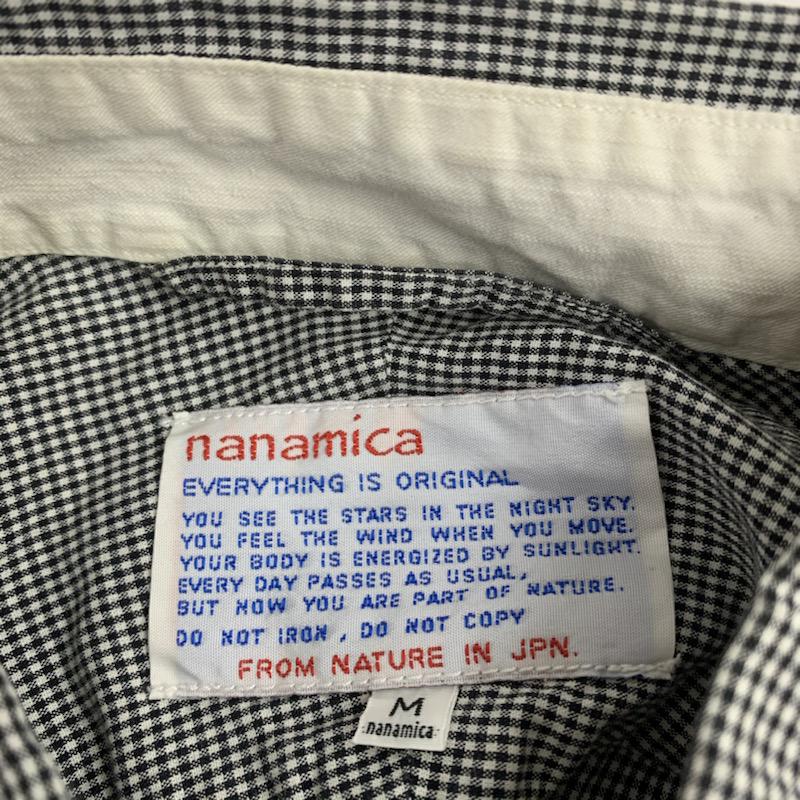 nanamica
EVERYTHING IS ORIGINAL
YOU SEE THE STARS IN THE NIGHT SKY.
YOU FEEL THE WIND WHEN YOU MOVE.
YOUR BODY IS ENERGIZED BY SUNLIGHT.
EVERY DAY PASSES AS USUAL,
BUT NOW YOU ARE PART OF NATURE.
DO NOT IRON, DO NOT COPY
FROM NATURE IN JPN.
M
nanamica